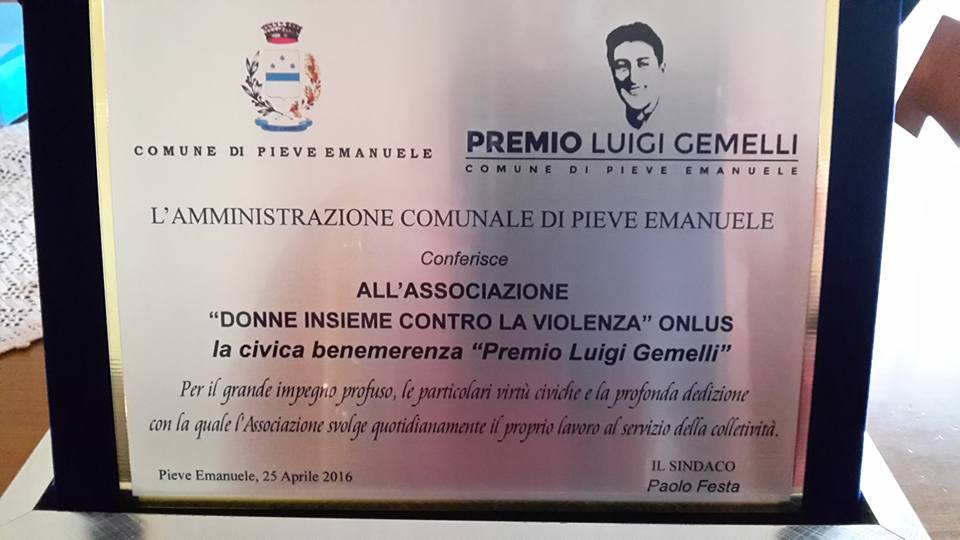 COMUNE DI PIEVE EMANUELE
PREMIO LUIGI GEMELLI
COMUNE DI PIEVE EMANUELE
L'AMMINISTRAZIONE COMUNALE DI PIEVE EMANUELE
Conferisce
ALL'ASSOCIAZIONE
“DONNE INSIEME CONTRO LA VIOLENZA” ONLUS
la civica benemerenza “Premio Luigi Gemelli”
Per il grande impegno profuso, le particolari virtù civiche e la profonda dedizione
con la quale l'Associazione svolge quotidianamente il proprio lavoro al servizio della colletività.
Pieve Emanuele, 25 Aprile 2016
IL SINDACO
Paolo Festa